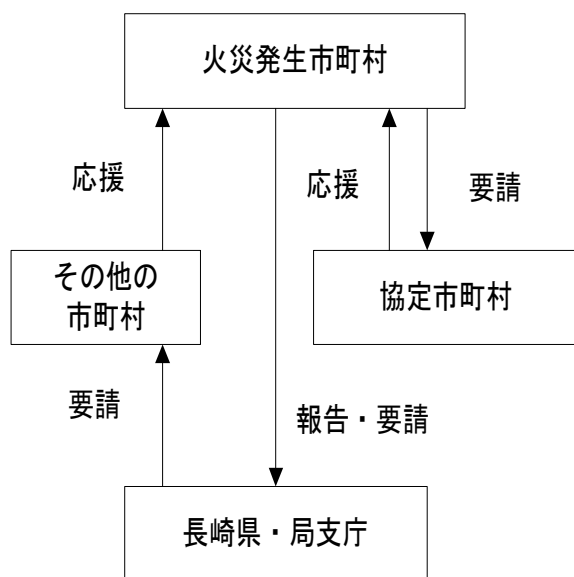 火災発生市町村
応援
応援
要請
その他の
市町村
協定市町村
要請
報告・要請
長崎県・局支庁